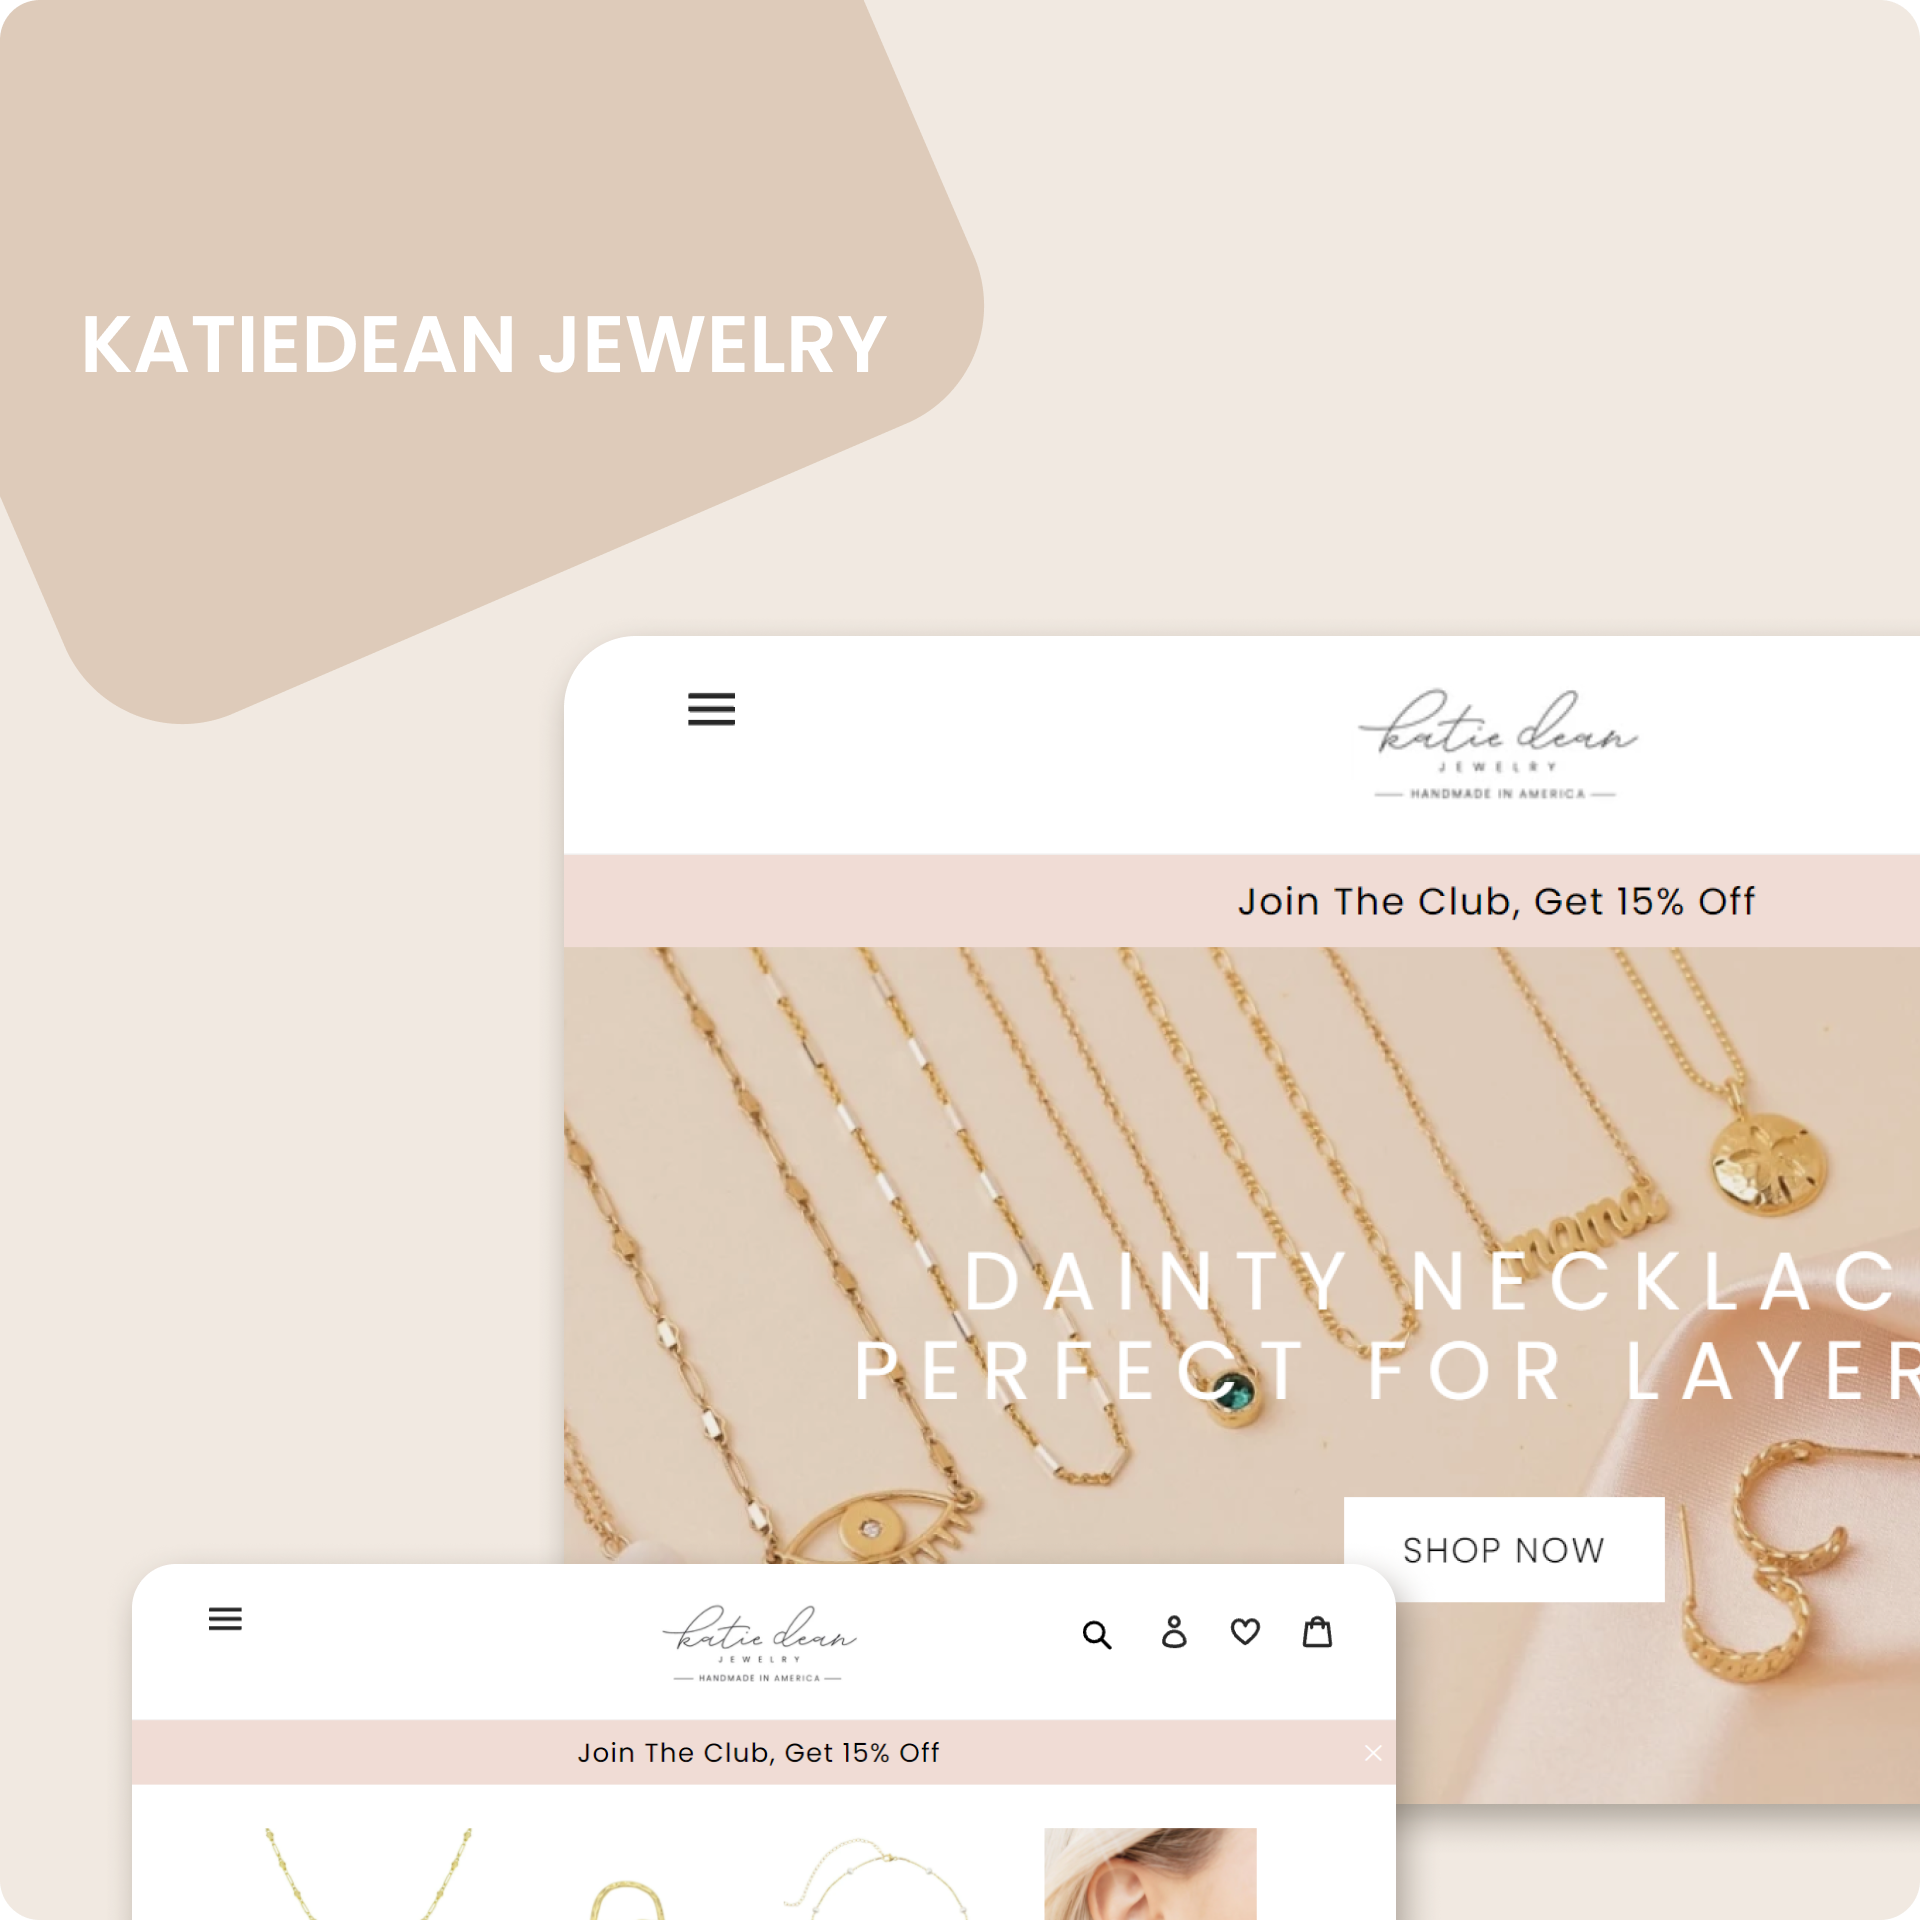 KATIEDEAN JEWELRY
katie dean
JEWELRY
HANDMADE IN AMERICA
Join The Club, Get 15% Off
mama
DAINTY NECKLAC
PERFECT FOR LAYER
SHOP NOW
katie dean
JEWELRY
HANDMADE IN AMERICA
Join The Club, Get 15% Off